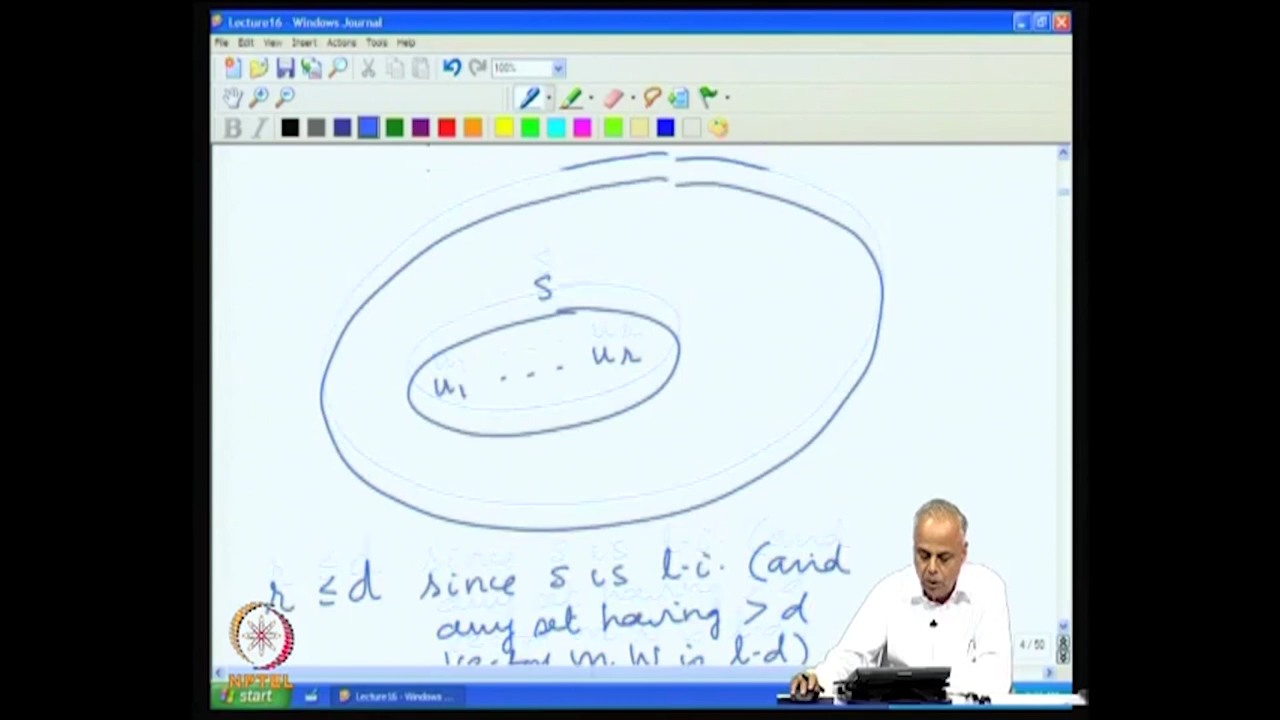 Lecture16 - Windows Journal
File Edit View Insert Actions Tools Help
100%
B I
S
u1 . . . ur
r ≤ d since s is l.i. (and
any set having > d
in W is l.d)
4 / 50
NPTEL
start Lecture16 - Windows ...